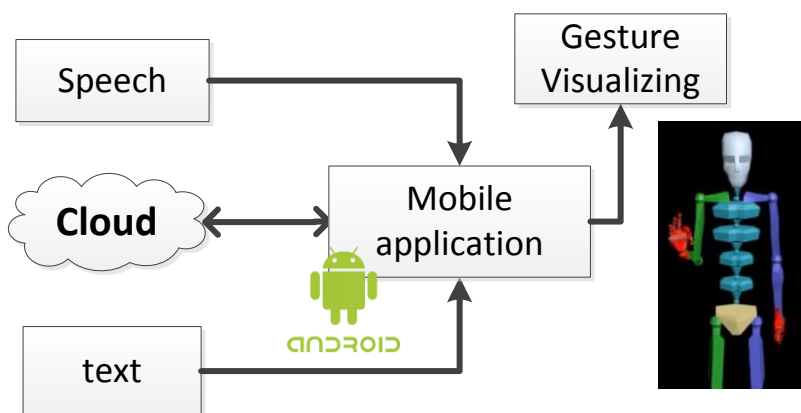 Speech
Gesture
Visualizing
Cloud
Mobile
application
ANDROID
text